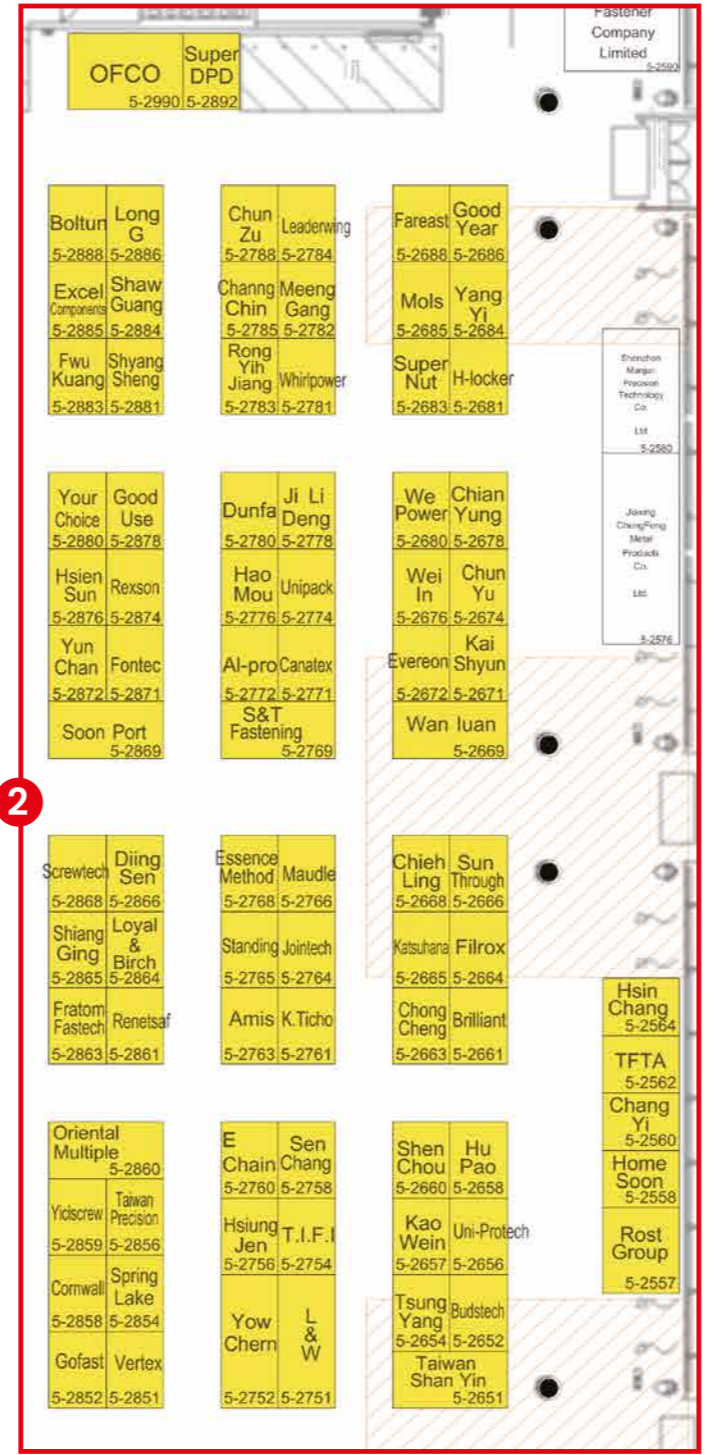 Fastener
Company
Limited
5-2590
OFCO
5-2990
Super
DPD
5-2892
Boltun
5-2888
Long
G
5-2886
Excel
Components
5-2885
Shaw
Guang
5-2884
Fwu
Kuang
5-2883
Shyang
Sheng
5-2881
Chun
Zu
5-2788
Leaderwing
5-2784
Channg
Chin
5-2785
Meeng
Gang
5-2782
Rong
Yih
Jiang
5-2783
Whirlpower
5-2781
Fareast
5-2688
Good
Year
5-2686
Mols
5-2685
Yang
Yi
5-2684
Super
Nut
5-2683
H-locker
5-2681
Shenzhen
Manjun
Precision
Technology
Co.
Ltd
5-2580
Jiaxing
ChengFeng
Metal
Products
Co.
Ltd.
5-2576
Your
Choice
5-2880
Good
Use
5-2878
Hsien
Sun
5-2876
Rexson
5-2874
Yun
Chan
5-2872
Fontec
5-2871
Soon Port
5-2869
Dunfa
5-2780
Ji Li
Deng
5-2778
Hao
Mou
5-2776
Unipack
5-2774
Al-pro
5-2772
Canatex
5-2771
S&T
Fastening
5-2769
We
Power
5-2680
Chian
Yung
5-2678
Wei
In
5-2676
Chun
Yu
5-2674
Evereon
5-2672
Kai
Shyun
5-2671
Wan Iuan
5-2669
2
Screwtech
5-2868
Diing
Sen
5-2866
Shiang
Ging
5-2865
Loyal
&
Birch
5-2864
Fratom
Fastech
5-2863
Renetsaf
5-2861
Essence
Method
5-2768
Maudle
5-2766
Standing
5-2765
Jointech
5-2764
Amis
5-2763
K.Ticho
5-2761
Chieh
Ling
5-2668
Sun
Through
5-2666
Katsuhana
5-2665
Filrox
5-2664
Chong
Cheng
5-2663
Brilliant
5-2661
Hsin
Chang
5-2564
TFTA
5-2562
Chang
Yi
5-2560
Home
Soon
5-2558
Rost
Group
5-2557
Oriental
Multiple
5-2860
Yiciscrew
5-2859
Taiwan
Precision
5-2856
Cornwall
5-2858
Spring
Lake
5-2854
Gofast
5-2852
Vertex
5-2851
E
Chain
5-2760
Sen
Chang
5-2758
Hsiung
Jen
5-2756
T.I.F.I
5-2754
Yow
Chern
5-2752
L
&
W
5-2751
Shen
Chou
5-2660
Hu
Pao
5-2658
Kao
Wein
5-2657
Uni-Protech
5-2656
Tsung
Yang
5-2654
Budstech
5-2652
Taiwan
Shan Yin
5-2651